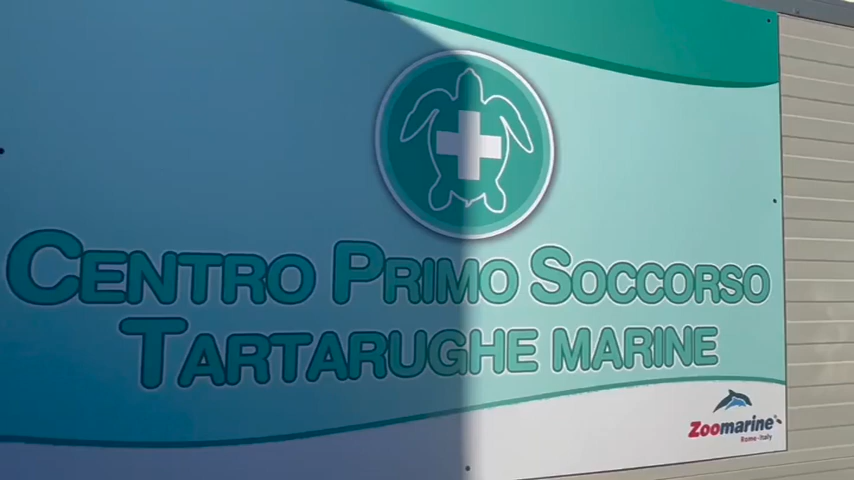 CENTRO PRIMO SOCCORSO
TARTARUGHE MARINE
Zoomarine
Rome - Italy